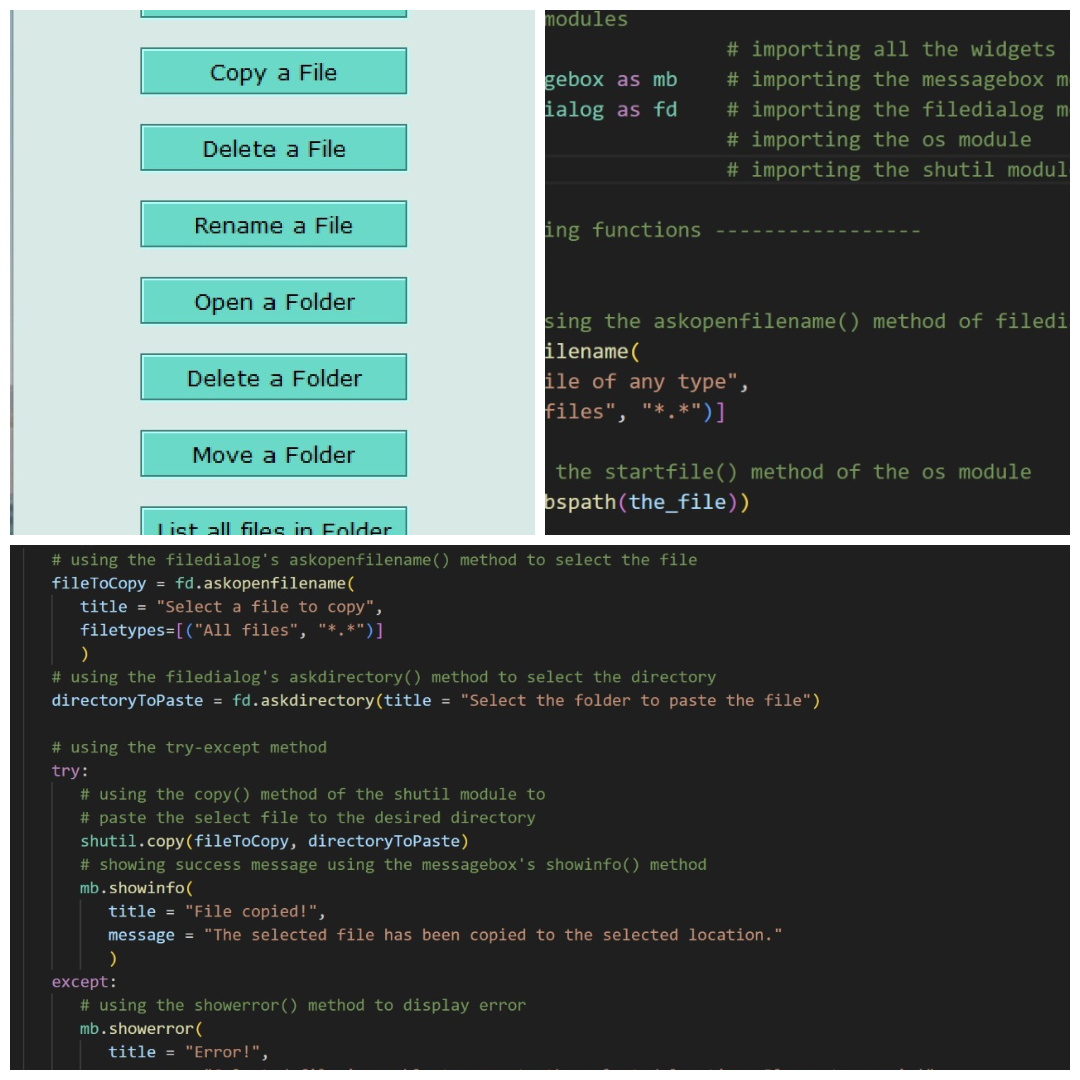 Copy a File
Delete a File
Rename a File
Open a Folder
Delete a Folder
Move a Folder
List all files in Folder
modules
# importing all the widgets
gebox as mb # importing the messagebox m
ialog as fd # importing the filedialog m
# importing the os module
# importing the shutil modul
ing functions -----------------
sing the askopenfilename() method of filedi
ilename(
ile of any type",
files", "*.*")]
the startfile() method of the os module
bspath(the_file))
# using the filedialog's askopenfilename() method to select the file
fileToCopy = fd.askopenfilename(
title = "Select a file to copy",
filetypes=[("All files", "*.*")]
)
# using the filedialog's askdirectory() method to select the directory
directoryToPaste = fd.askdirectory(title = "Select the folder to paste the file")
# using the try-except method
try:
# using the copy() method of the shutil module to
# paste the select file to the desired directory
shutil.copy(fileToCopy, directoryToPaste)
# showing success message using the messagebox's showinfo() method
mb.showinfo(
title = "File copied!",
message = "The selected file has been copied to the selected location."
)
except:
# using the showerror() method to display error
mb.showerror(
title = "Error!",